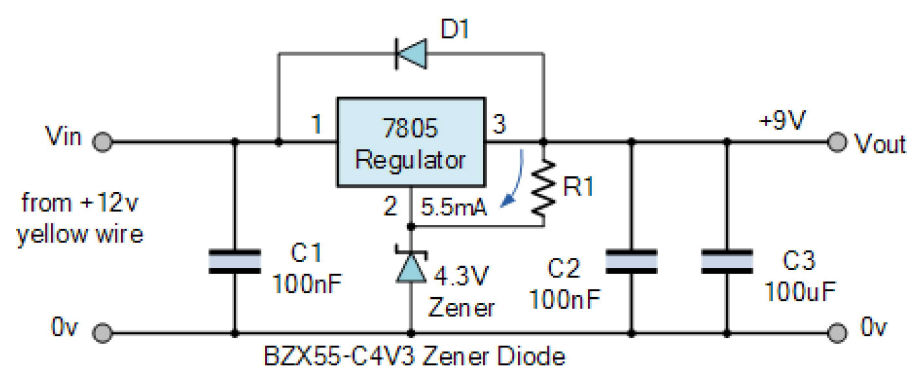 D1
Vin
1
7805
Regulator
3
+9V
Vout
from +12v
yellow wire
2
5.5mA
R1
C1
100nF
4.3V
Zener
C2
100nF
C3
100uF
0v
0v
BZX55-C4V3 Zener Diode